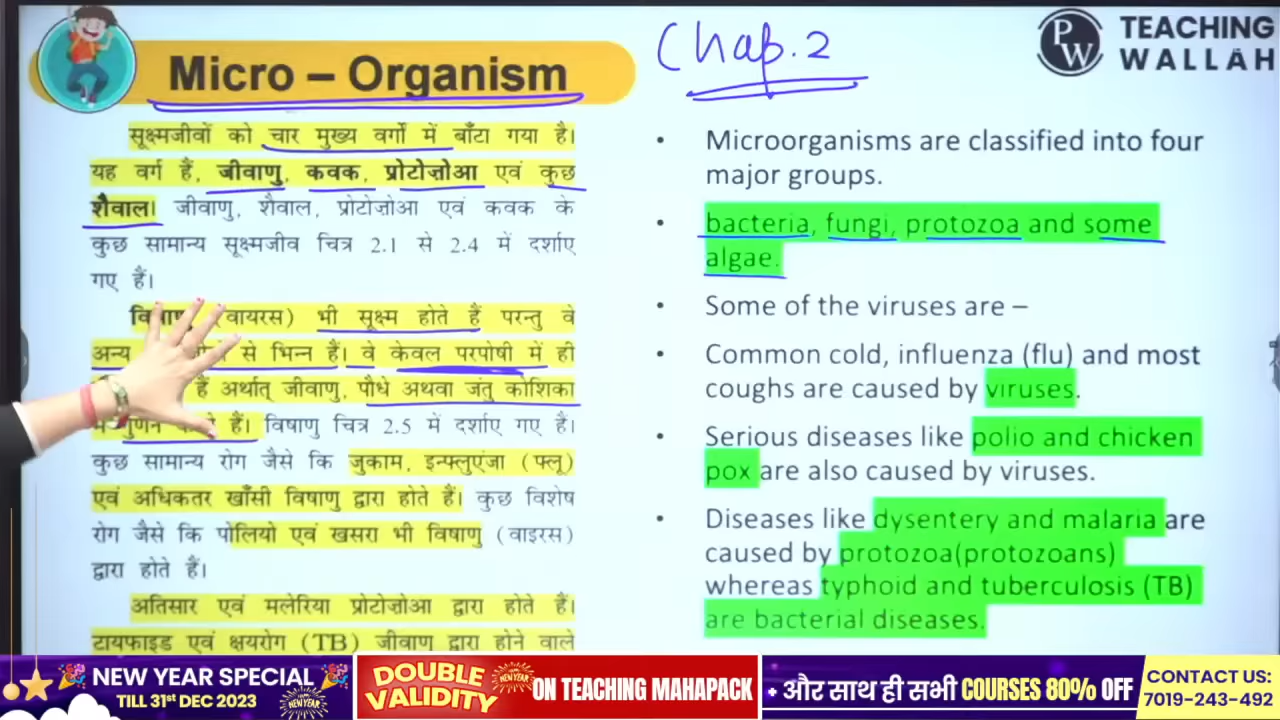 Micro – Organism
Chap. 2
PW
TEACHING
WALLAH
सूक्ष्मजीवों को चार मुख्य वर्गों में बाँटा गया है।
यह वर्ग हैं, जीवाणु, कवक, प्रोटोज़ोआ एवं कुछ
शैवाल। जीवाणु, शैवाल, प्रोटोज़ोआ एवं कवक के
कुछ सामान्य सूक्ष्मजीव चित्र 2.1 से 2.4 में दर्शाए
गए हैं।
(वायरस) भी सूक्ष्म होते हैं परन्तु वे
अन्य से भिन्न हैं। वे केवल परपोषी में ही
हैं अर्थात् जीवाणु, पौधे अथवा जंतु कोशिका
में गुणन हैं। विषाणु चित्र 2.5 में दर्शाए गए हैं।
कुछ सामान्य रोग जैसे कि जुकाम, इन्फ्लुएंजा (फ्लू)
एवं अधिकतर खाँसी विषाणु द्वारा होते हैं। कुछ विशेष
रोग जैसे कि पोलियो एवं खसरा भी विषाणु (वाइरस)
द्वारा होते हैं।
अतिसार एवं मलेरिया प्रोटोज़ोआ द्वारा होते हैं।
टायफाइड एवं क्षयरोग (TB) जीवाणु द्वारा होने वाले
• Microorganisms are classified into four
major groups.
• bacteria, fungi, protozoa and some
algae.
• Some of the viruses are –
• Common cold, influenza (flu) and most
coughs are caused by viruses.
• Serious diseases like polio and chicken
pox are also caused by viruses.
• Diseases like dysentery and malaria are
caused by protozoa(protozoans)
whereas typhoid and tuberculosis (TB)
are bacterial diseases.
NEW YEAR SPECIAL
TILL 31st DEC 2023
DOUBLE
VALIDITY
ON TEACHING MAHAPACK
+ और साथ ही सभी COURSES 80% OFF
CONTACT US:
7019-243-492